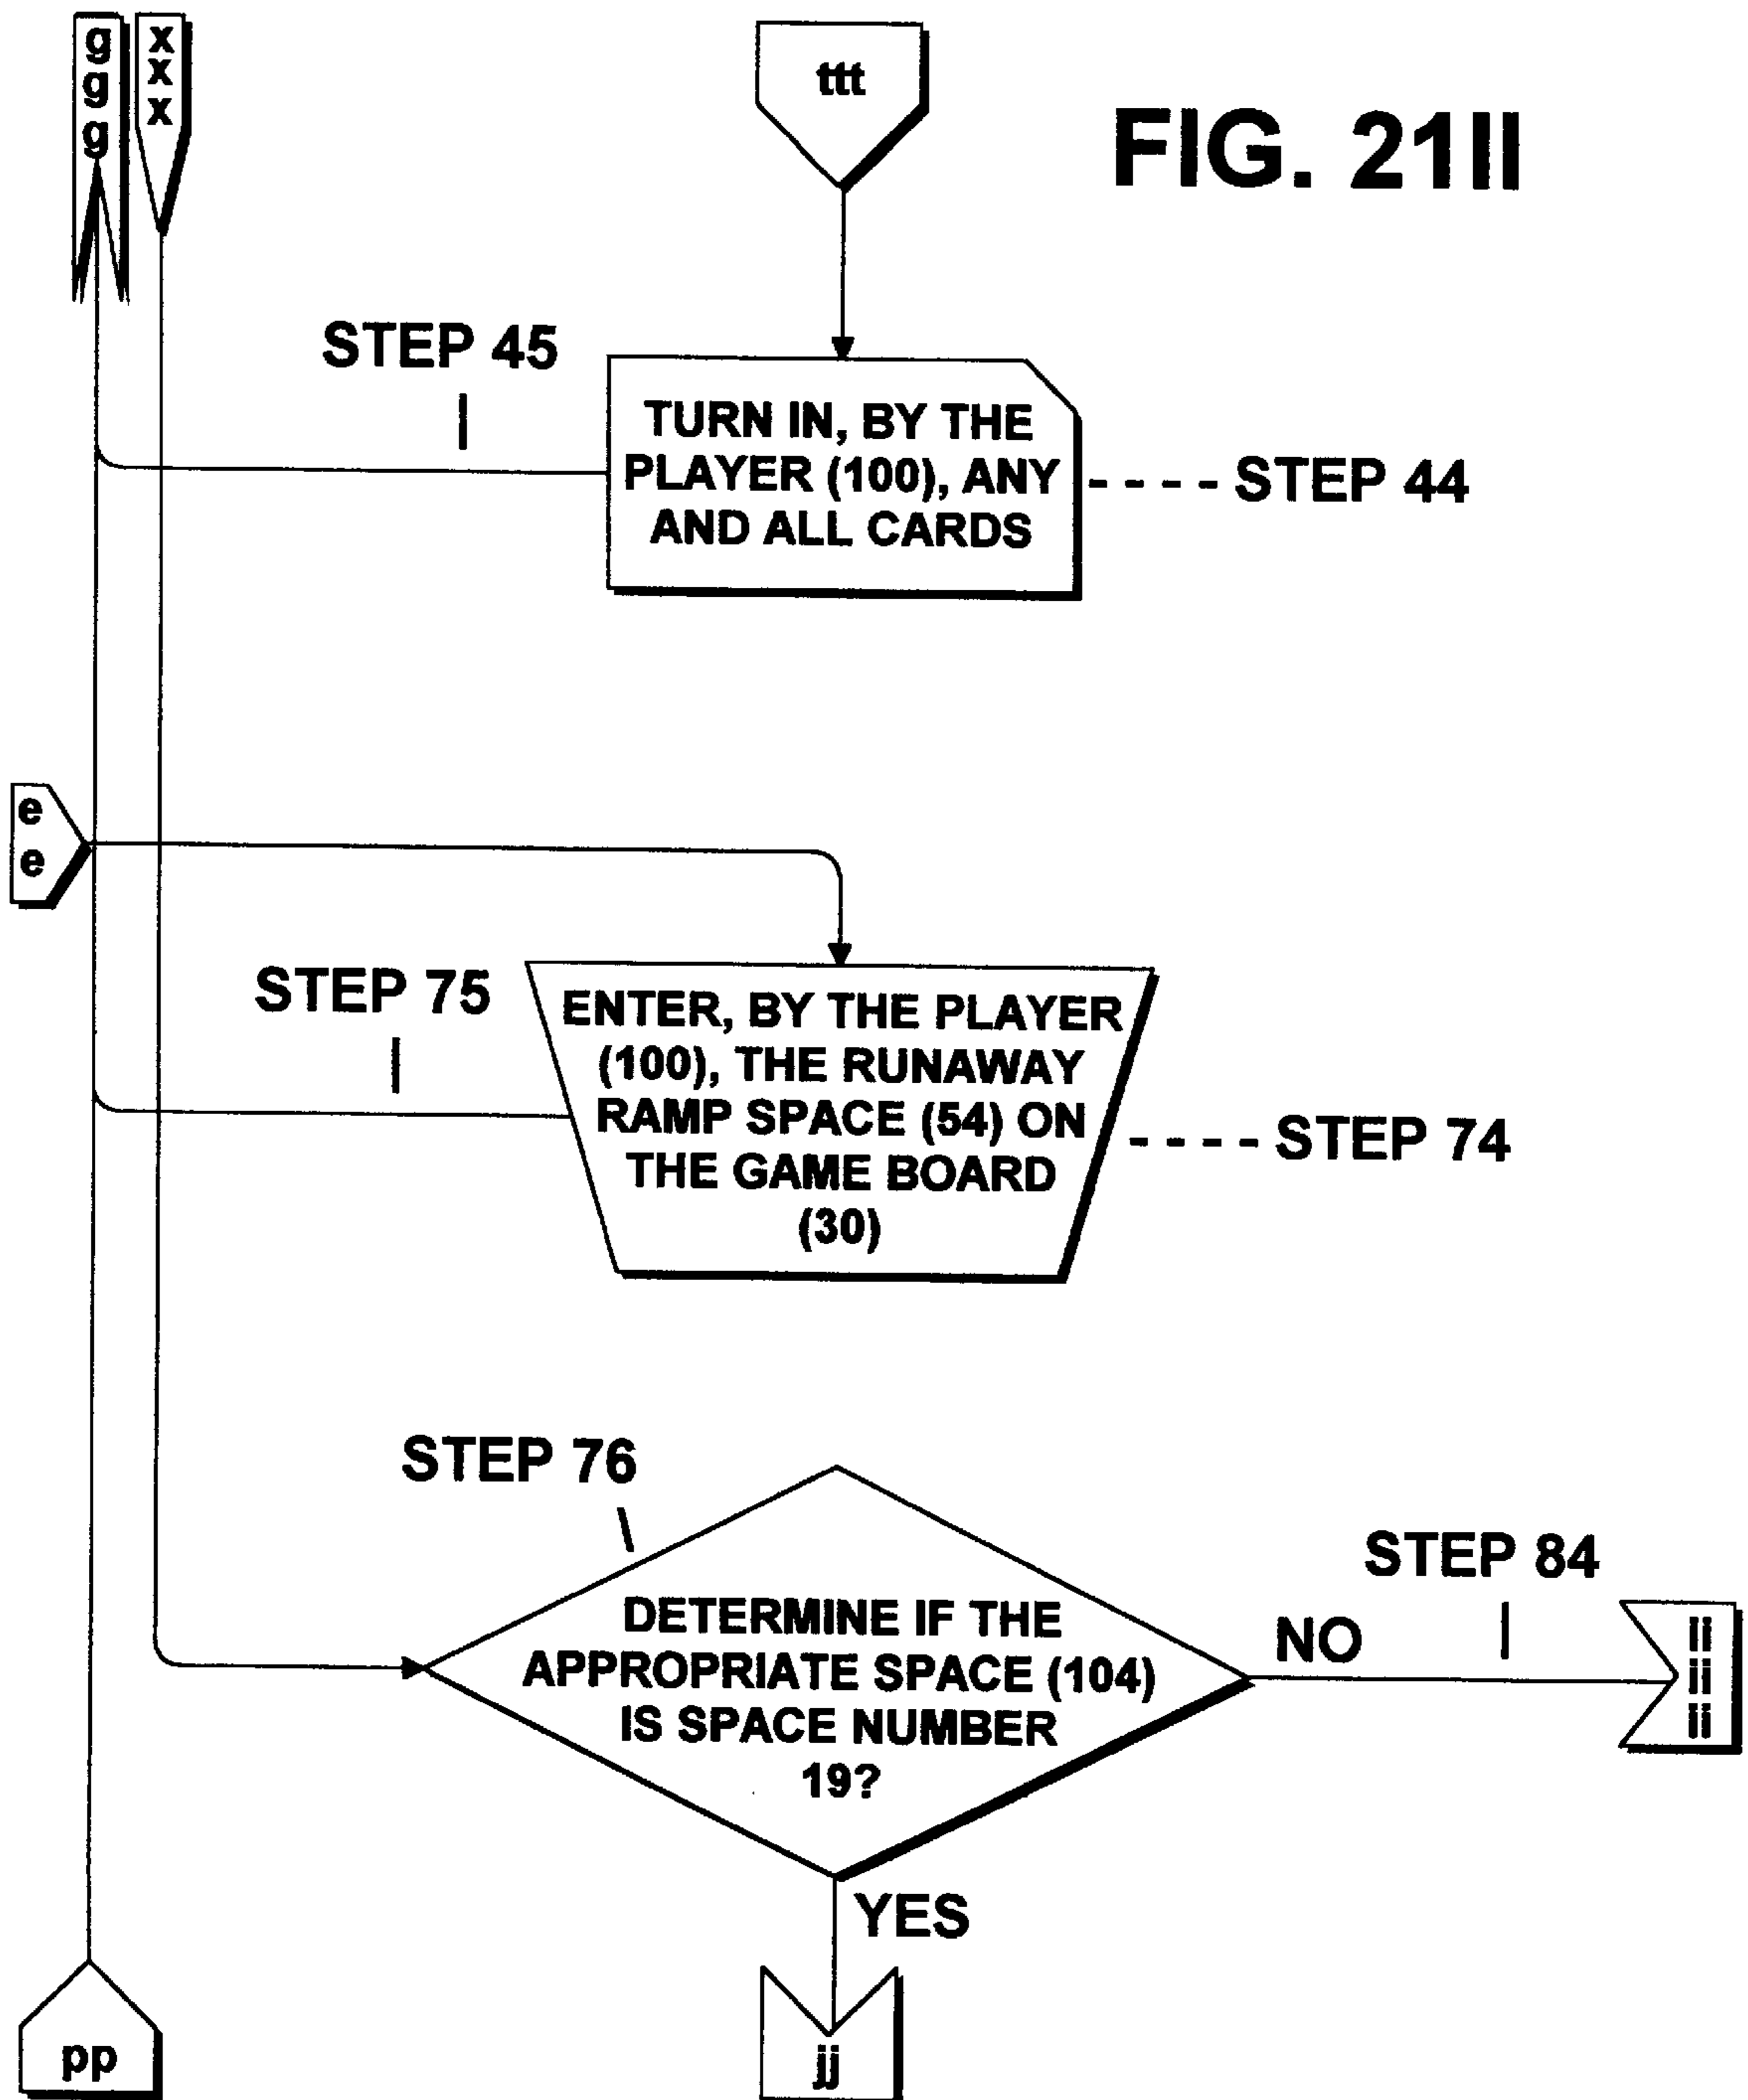 g
g
g
x
x
x
ttt
FIG. 21II
STEP 45
TURN IN, BY THE
PLAYER (100), ANY
AND ALL CARDS
STEP 44
e
e
STEP 75
ENTER, BY THE PLAYER
(100), THE RUNAWAY
RAMP SPACE (54) ON
THE GAME BOARD
(30)
STEP 74
STEP 76
DETERMINE IF THE
APPROPRIATE SPACE (104)
IS SPACE NUMBER
19?
STEP 84
NO
ii
ii
ii
YES
pp
jj